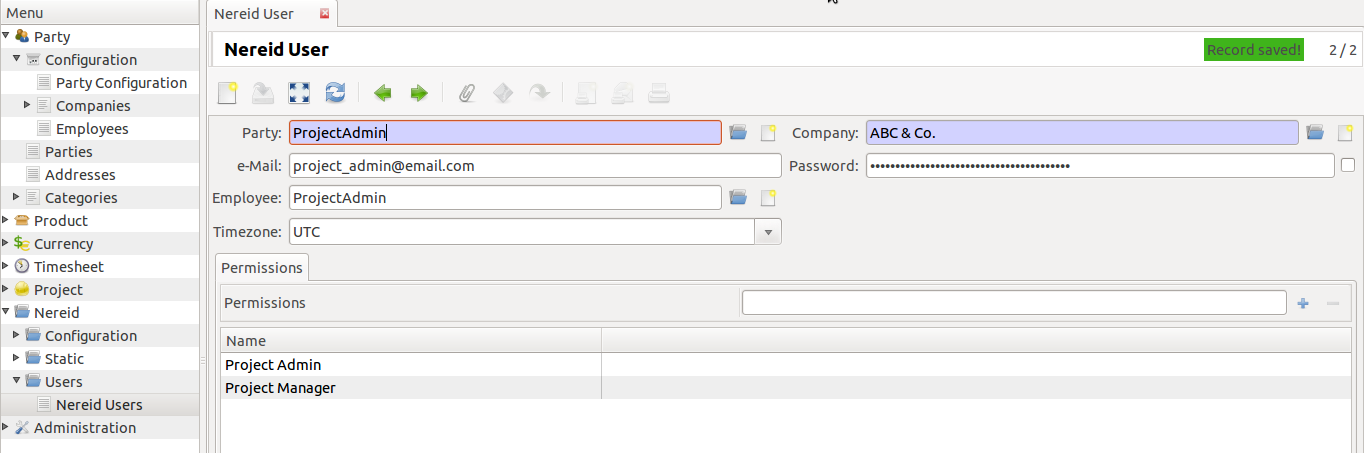 Menu
Party
Configuration
Party Configuration
Companies
Employees
Parties
Addresses
Categories
Product
Currency
Timesheet
Project
Nereid
Configuration
Static
Users
Nereid Users
Administration
Nereid User
Nereid User
Record saved!
2 / 2
Party: ProjectAdmin Company: ABC & Co.
e-Mail: project_admin@email.com Password: ••••••••••••••••••••••••••••••••••••••••
Employee: ProjectAdmin
Timezone: UTC
Permissions
Permissions
Name
Project Admin
Project Manager